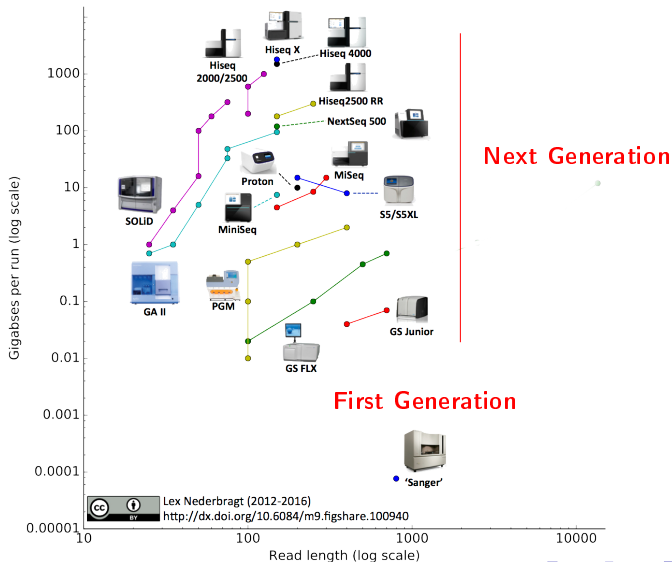 Hiseq X
Hiseq 4000
Hiseq
2000/2500
1000
Hiseq2500 RR
NextSeq 500
100
Next Generation
MiSeq
Proton
10
SOLiD
MiniSeq
S5/S5XL
1
Gigabses per run (log scale)
GA II
PGM
0.1
GS Junior
GS FLX
0.01
First Generation
0.001
0.0001
'Sanger'
cc
BY
Lex Nederbragt (2012-2016)
http://dx.doi.org/10.6084/m9.figshare.100940
0.00001
10
100
1000
10000
Read length (log scale)